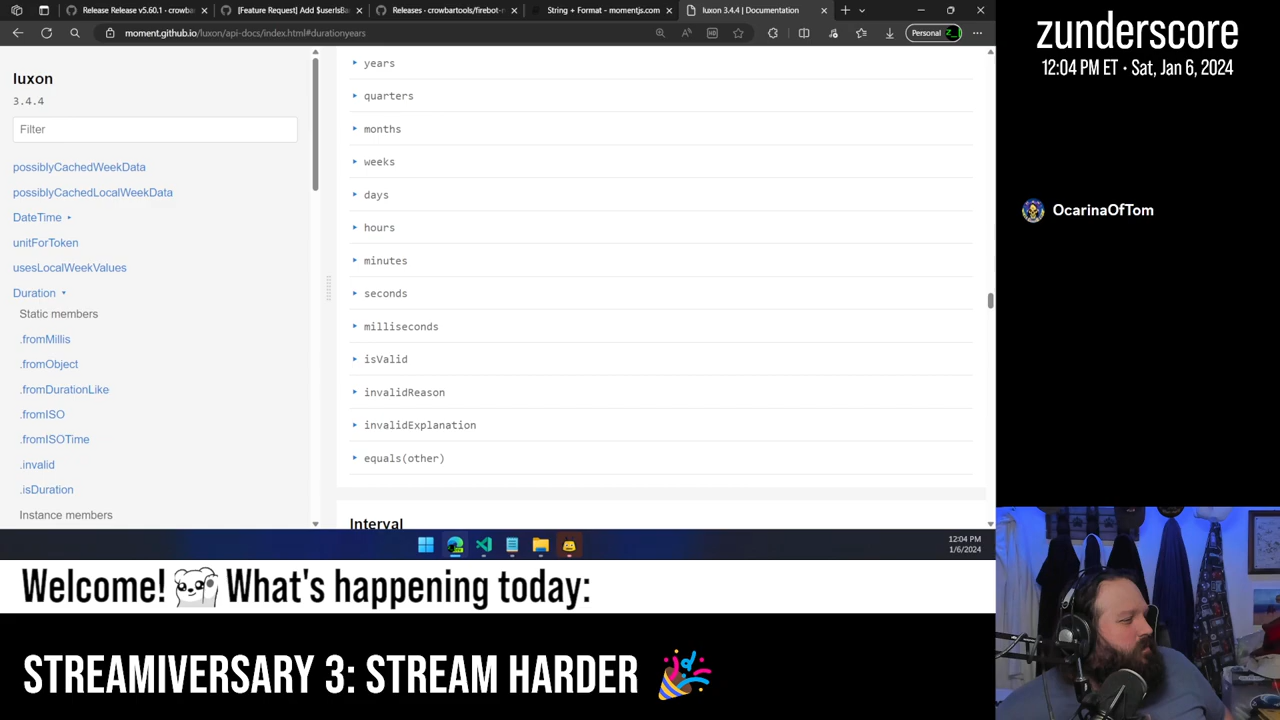 Release Release v5.60.1 · crowba
[Feature Request] Add $userIsBa
Releases · crowbartools/firebot-n
String + Format - momentjs.com
luxon 3.4.4 | Documentation
moment.github.io/luxon/api-docs/index.html#durationyears
Personal
luxon
3.4.4
Filter
possiblyCachedWeekData
possiblyCachedLocalWeekData
DateTime
unitForToken
usesLocalWeekValues
Duration
Static members
.fromMillis
.fromObject
.fromDurationLike
.fromISO
.fromISOTime
.invalid
.isDuration
Instance members
years
quarters
months
weeks
days
hours
minutes
seconds
milliseconds
isValid
invalidReason
invalidExplanation
equals(other)
Interval
12:04 PM
1/6/2024
zunderscore
12:04 PM ET • Sat, Jan 6, 2024
OcarinaOfTom
Welcome! What's happening today:
STREAMIVERSARY 3: STREAM HARDER